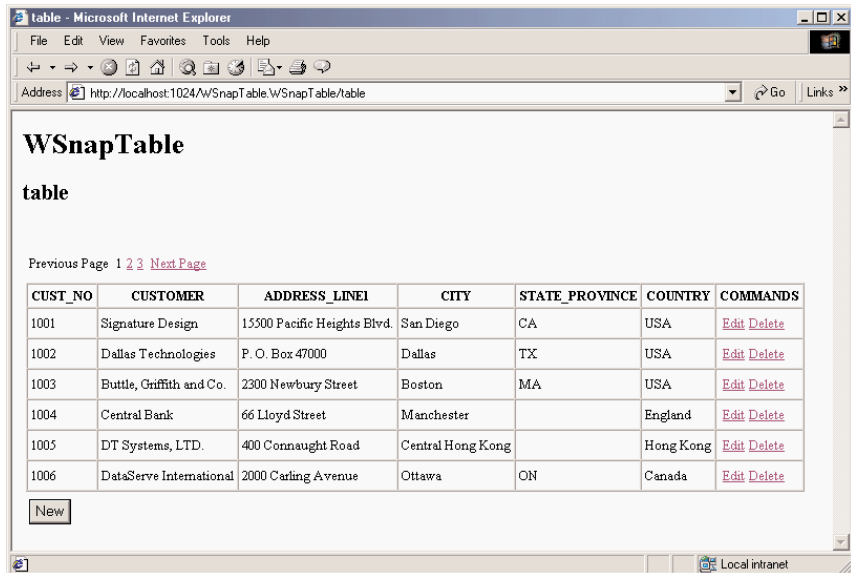 table - Microsoft Internet Explorer
File Edit View Favorites Tools Help
Address http://localhost:1024/WSnapTable.WSnapTable/table Go Links »
WSnapTable
table
Previous Page 1 2 3 Next Page
CUST_NO CUSTOMER ADDRESS_LINE1 CITY STATE_PROVINCE COUNTRY COMMANDS
1001 Signature Design 15500 Pacific Heights Blvd. San Diego CA USA Edit Delete
1002 Dallas Technologies P. O. Box 47000 Dallas TX USA Edit Delete
1003 Buttle, Griffith and Co. 2300 Newbury Street Boston MA USA Edit Delete
1004 Central Bank 66 Lloyd Street Manchester England Edit Delete
1005 DT Systems, LTD. 400 Connaught Road Central Hong Kong Hong Kong Edit Delete
1006 DataServe International 2000 Carling Avenue Ottawa ON Canada Edit Delete
New
Local intranet